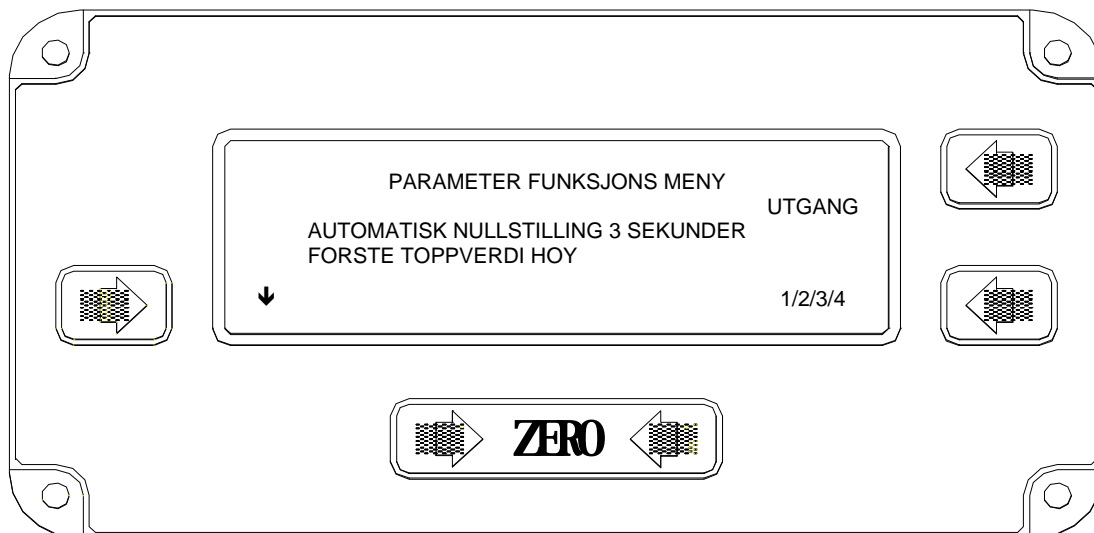 PARAMETER FUNKSJONS MENY
UTGANG
AUTOMATISK NULLSTILLING 3 SEKUNDER
FORSTE TOPPVERDI HOY
1/2/3/4
ZERO